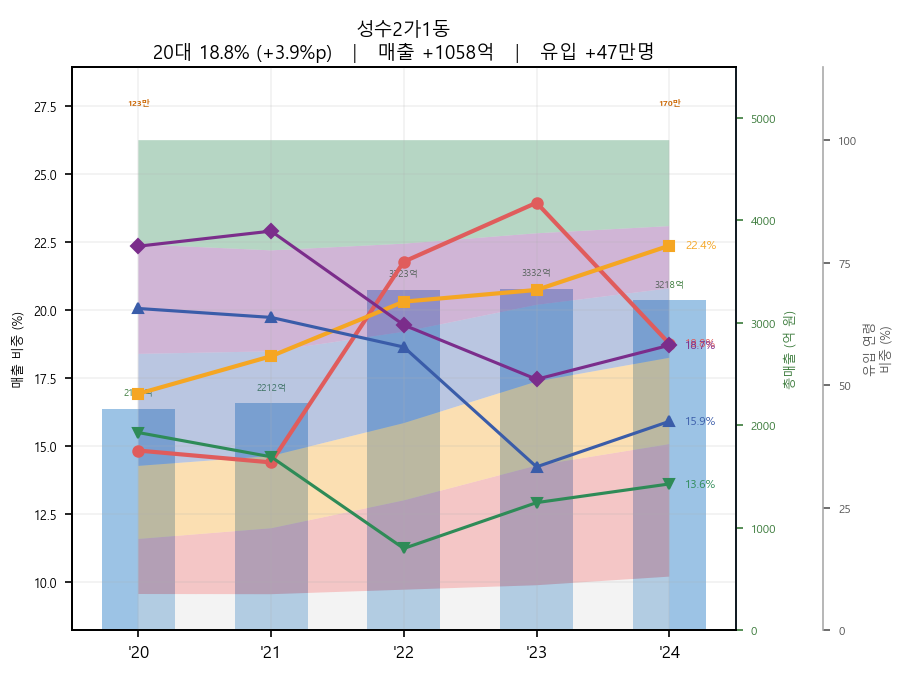 성수2가1동
20대 18.8% (+3.9%p) | 매출 +1058억 | 유입 +47만명
123만
170만
27.5
25.0
22.5
20.0
17.5
15.0
12.5
10.0
매출 비중 (%)
2212억
3332억
3218억
22.4%
18.7%
15.9%
13.6%
5000
4000
3000
2000
1000
0
총매출 (억 원)
100
75
50
25
0
유입 연령
비중 (%)
'20
'21
'22
'23
'24